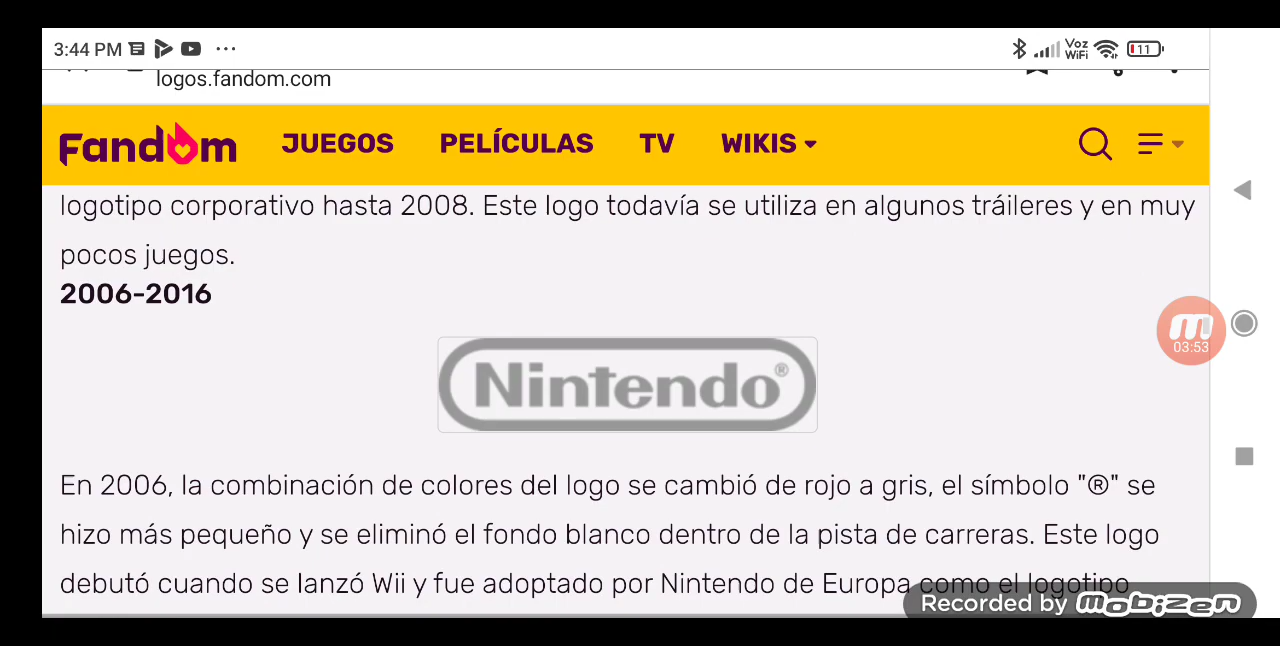 3:44 PM
Voz
WiFi
11
logos.fandom.com
Fandom JUEGOS PELÍCULAS TV WIKIS
logotipo corporativo hasta 2008. Este logo todavía se utiliza en algunos tráileres y en muy
pocos juegos.
2006-2016
03:53
Nintendo®
En 2006, la combinación de colores del logo se cambió de rojo a gris, el símbolo "®" se
hizo más pequeño y se eliminó el fondo blanco dentro de la pista de carreras. Este logo
debutó cuando se lanzó Wii y fue adoptado por Nintendo de Europa como el logotipo
Recorded by mobizen